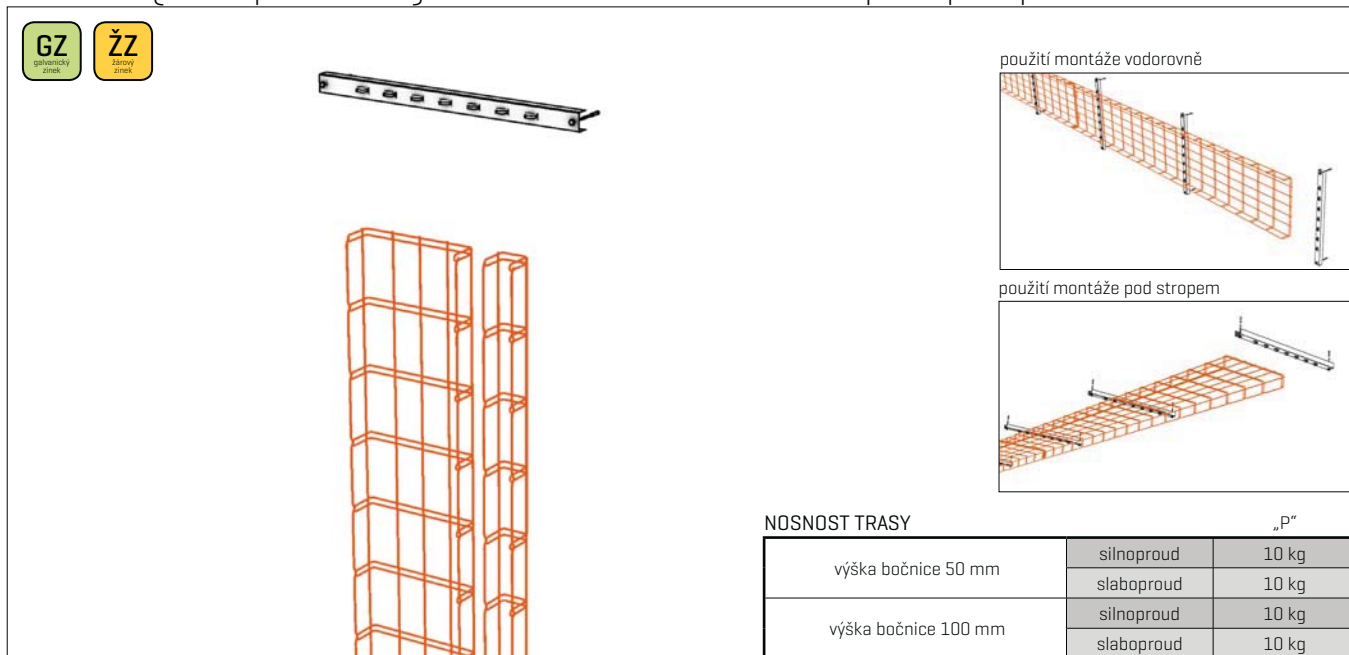 GZ
galvanický
zinek
ŽZ
žárový
zinek
použití montáže vodorovně
použití montáže pod stropem
NOSNOST TRASY „P“
výška bočnice 50 mm silnoproud 10 kg
slaboproud 10 kg
výška bočnice 100 mm silnoproud 10 kg
slaboproud 10 kg